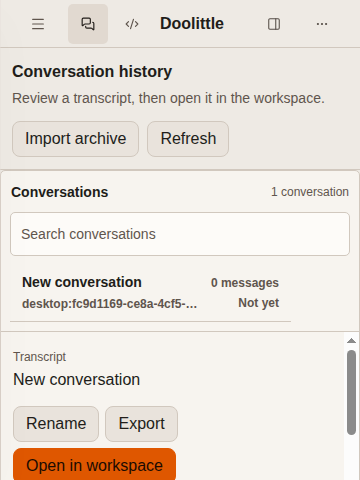 Doolittle
Conversation history
Review a transcript, then open it in the workspace.
Import archive
Refresh
Conversations
1 conversation
Search conversations
New conversation
0 messages
desktop:fc9d1169-ce8a-4cf5-...
Not yet
Transcript
New conversation
Rename
Export
Open in workspace